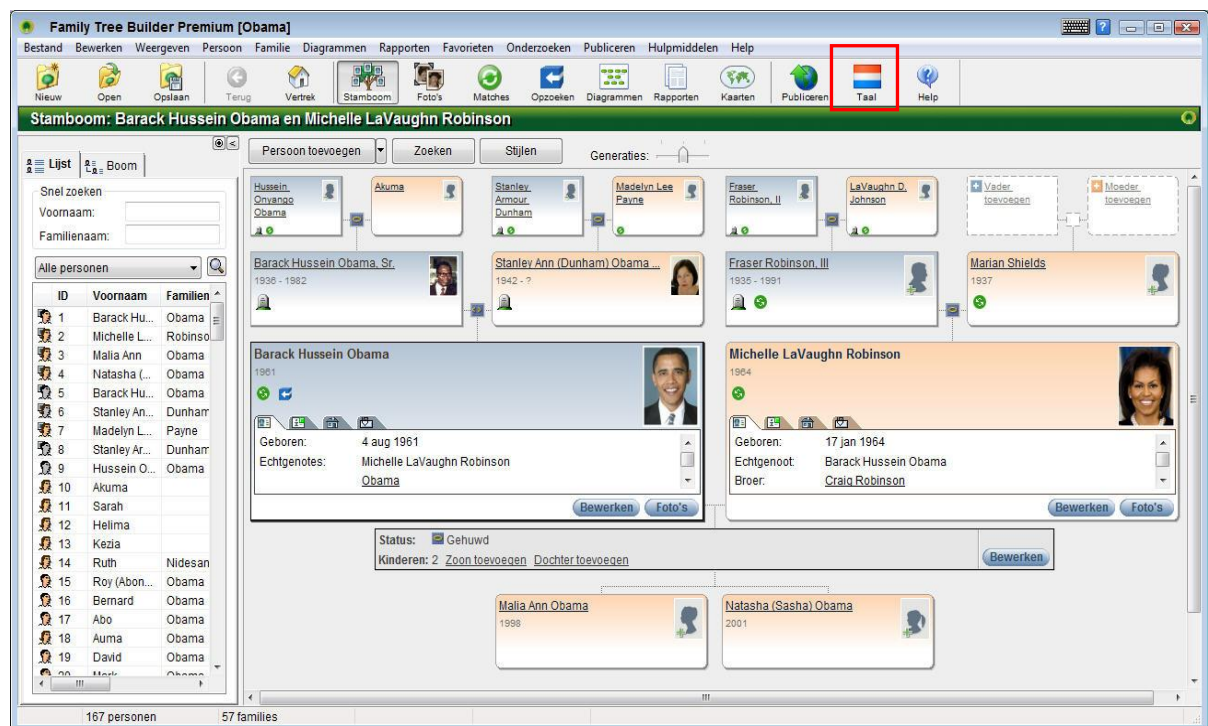 Family Tree Builder Premium [Obama]
Bestand Bewerken Weergeven Persoon Familie Diagrammen Rapporten Favorieten Onderzoeken Publiceren Hulpmiddelen Help
Nieuw Open Opslaan Terug Vertrek Stamboom Foto's Matches Opzoeken Diagrammen Rapporten Kaarten Publiceren Taal Help
Stamboom: Barack Hussein Obama en Michelle LaVaughn Robinson
Lijst Boom
Snel zoeken
Voornaam:
Familienaam:
Alle personen
ID Voornaam Familien
1 Barack Hu... Obama
2 Michelle L... Robinso
3 Malia Ann Obama
4 Natasha (... Obama
5 Barack Hu... Obama
6 Stanley An... Dunham
7 Madelyn L... Payne
8 Stanley Ar... Dunham
9 Hussein O... Obama
10 Akuma
11 Sarah
12 Helima
13 Kezia
14 Ruth Nidesan
15 Roy (Abon... Obama
16 Bernard Obama
17 Abo Obama
18 Auma Obama
19 David Obama
20 Mark Obama
Persoon toevoegen Zoeken Stijlen Generaties:
Hussein
Onyango
Obama
Akuma
Stanley
Armour
Dunham
Madelyn Lee
Payne
Fraser
Robinson, II
LaVaughn D.
Johnson
Vader
toevoegen
Moeder
toevoegen
Barack Hussein Obama, Sr.
1936 - 1982
Stanley Ann (Dunham) Obama ...
1942 - ?
Fraser Robinson, III
1935 - 1991
Marian Shields
1937
Barack Hussein Obama
1961
Geboren: 4 aug 1961
Echtgenotes: Michelle LaVaughn Robinson
Obama
Bewerken Foto's
Michelle LaVaughn Robinson
1964
Geboren: 17 jan 1964
Echtgenoot: Barack Hussein Obama
Broer: Craig Robinson
Bewerken Foto's
Status: Gehuwd
Kinderen: 2 Zoon toevoegen Dochter toevoegen
Bewerken
Malia Ann Obama
1998
Natasha (Sasha) Obama
2001
167 personen 57 families